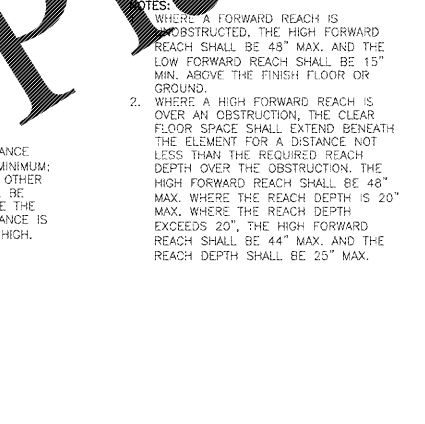 NOTES:
1. WHERE A FORWARD REACH IS
UNOBSTRUCTED, THE HIGH FORWARD
REACH SHALL BE 48" MAX. AND THE
LOW FORWARD REACH SHALL BE 15"
MIN. ABOVE THE FINISH FLOOR OR
GROUND.
2. WHERE A HIGH FORWARD REACH IS
OVER AN OBSTRUCTION, THE CLEAR
FLOOR SPACE SHALL EXTEND BENEATH
THE ELEMENT FOR A DISTANCE NOT
LESS THAN THE REQUIRED REACH
DEPTH OVER THE OBSTRUCTION. THE
HIGH FORWARD REACH SHALL BE 48"
MAX. WHERE THE REACH DEPTH IS 20"
MAX. WHERE THE REACH DEPTH
EXCEEDS 20", THE HIGH FORWARD
REACH SHALL BE 44" MAX. AND THE
REACH DEPTH SHALL BE 25" MAX.
ANCE
MINIMUM;
OTHER
BE
E THE
ANCE IS
HIGH.